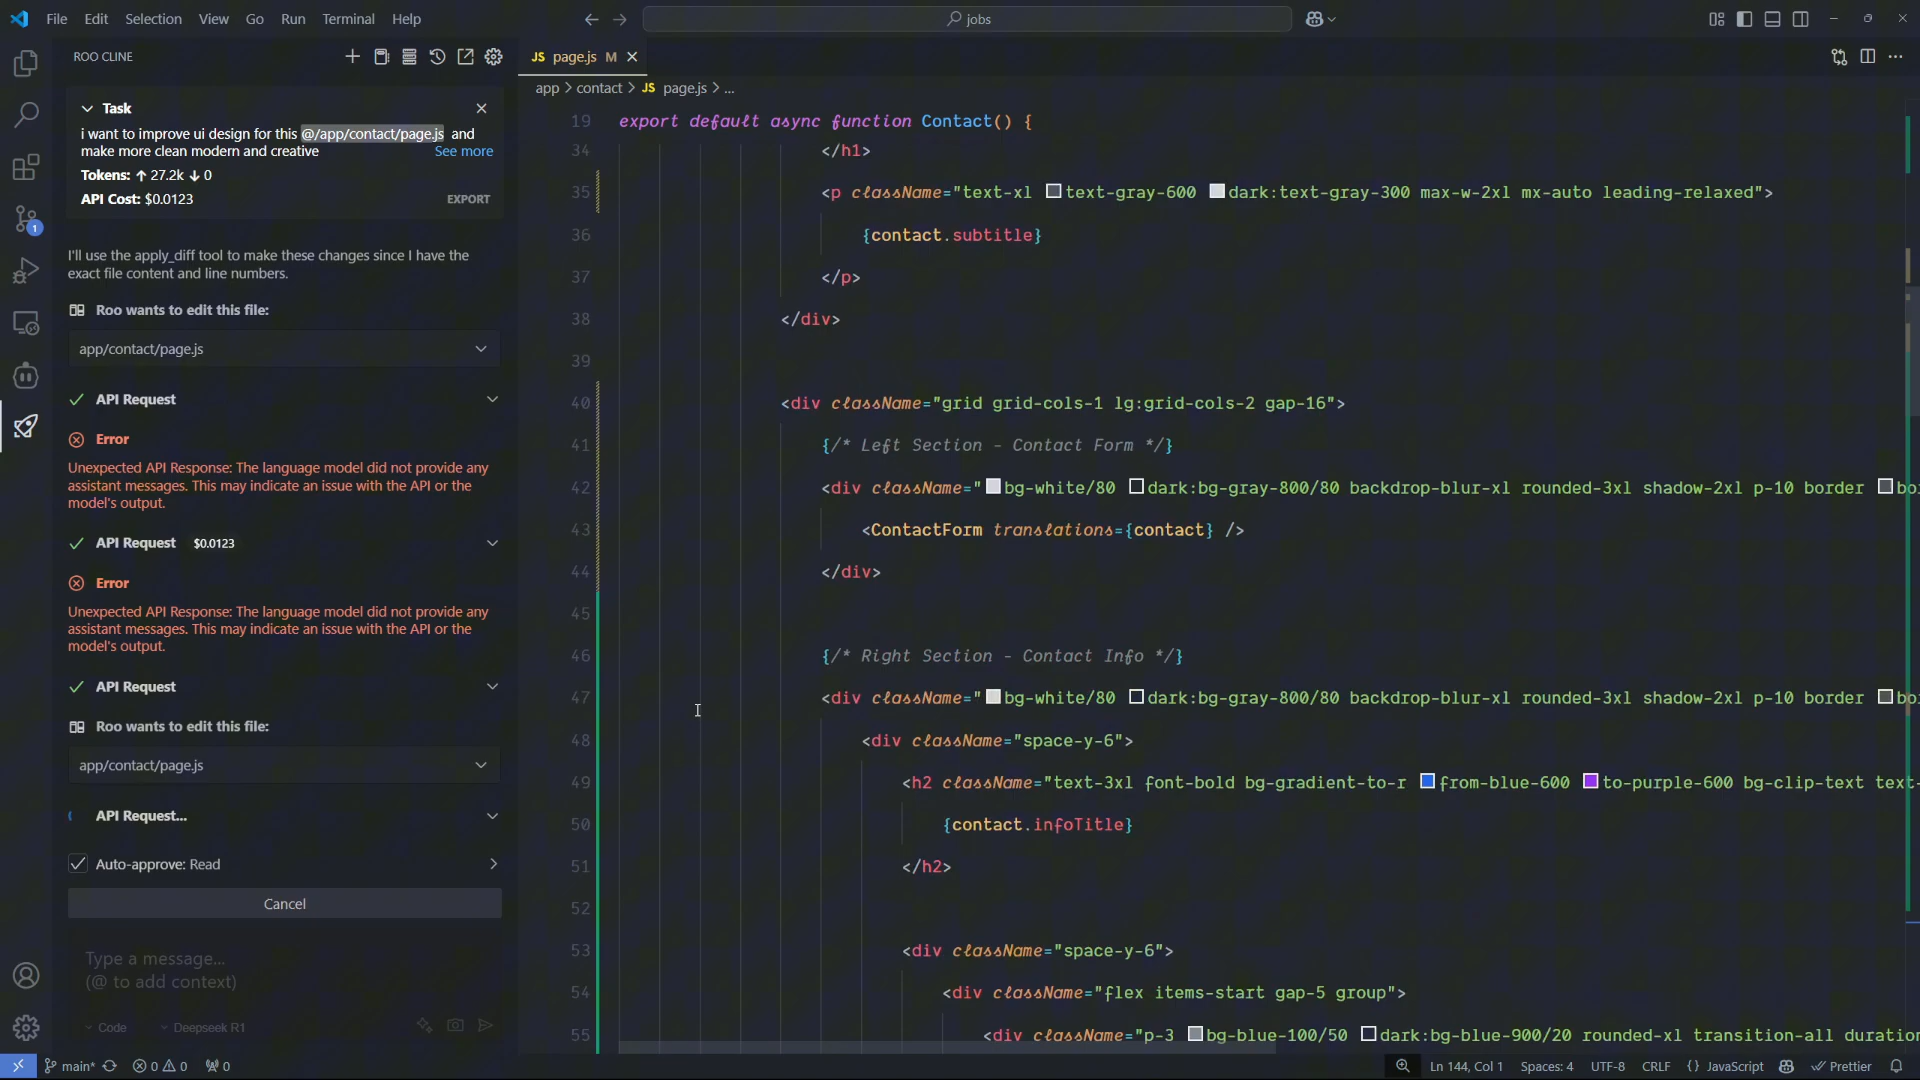 File Edit Selection View Go Run Terminal Help
jobs
ROO CLINE
Task
i want to improve ui design for this @/app/contact/page.js and
make more clean modern and creative See more
Tokens: ↑ 27.2k ↓ 0
API Cost: $0.0123 EXPORT
I'll use the apply_diff tool to make these changes since I have the
exact file content and line numbers.
Roo wants to edit this file:
app/contact/page.js
API Request
Error
Unexpected API Response: The language model did not provide any
assistant messages. This may indicate an issue with the API or the
model's output.
API Request $0.0123
Error
Unexpected API Response: The language model did not provide any
assistant messages. This may indicate an issue with the API or the
model's output.
API Request
Roo wants to edit this file:
app/contact/page.js
API Request...
Auto-approve: Read
Cancel
Type a message...
(@ to add context)
Code Deepseek R1
1
JS page.js M
app > contact > JS page.js > ...
19 export default async function Contact() {
34 </h1>
35 <p className="text-xl text-gray-600 dark:text-gray-300 max-w-2xl mx-auto leading-relaxed">
36 {contact.subtitle}
37 </p>
38 </div>
39
40 <div className="grid grid-cols-1 lg:grid-cols-2 gap-16">
41 {/* Left Section - Contact Form */}
42 <div className="bg-white/80 dark:bg-gray-800/80 backdrop-blur-xl rounded-3xl shadow-2xl p-10 border bo
43 <ContactForm translations={contact} />
44 </div>
45
46 {/* Right Section - Contact Info */}
47 <div className="bg-white/80 dark:bg-gray-800/80 backdrop-blur-xl rounded-3xl shadow-2xl p-10 border bo
48 <div className="space-y-6">
49 <h2 className="text-3xl font-bold bg-gradient-to-r from-blue-600 to-purple-600 bg-clip-text text-
50 {contact.infoTitle}
51 </h2>
52
53 <div className="space-y-6">
54 <div className="flex items-start gap-5 group">
55 <div className="p-3 bg-blue-100/50 dark:bg-blue-900/20 rounded-xl transition-all duration
main* 0 0 0 Ln 144, Col 1 Spaces: 4 UTF-8 CRLF {} JavaScript Prettier